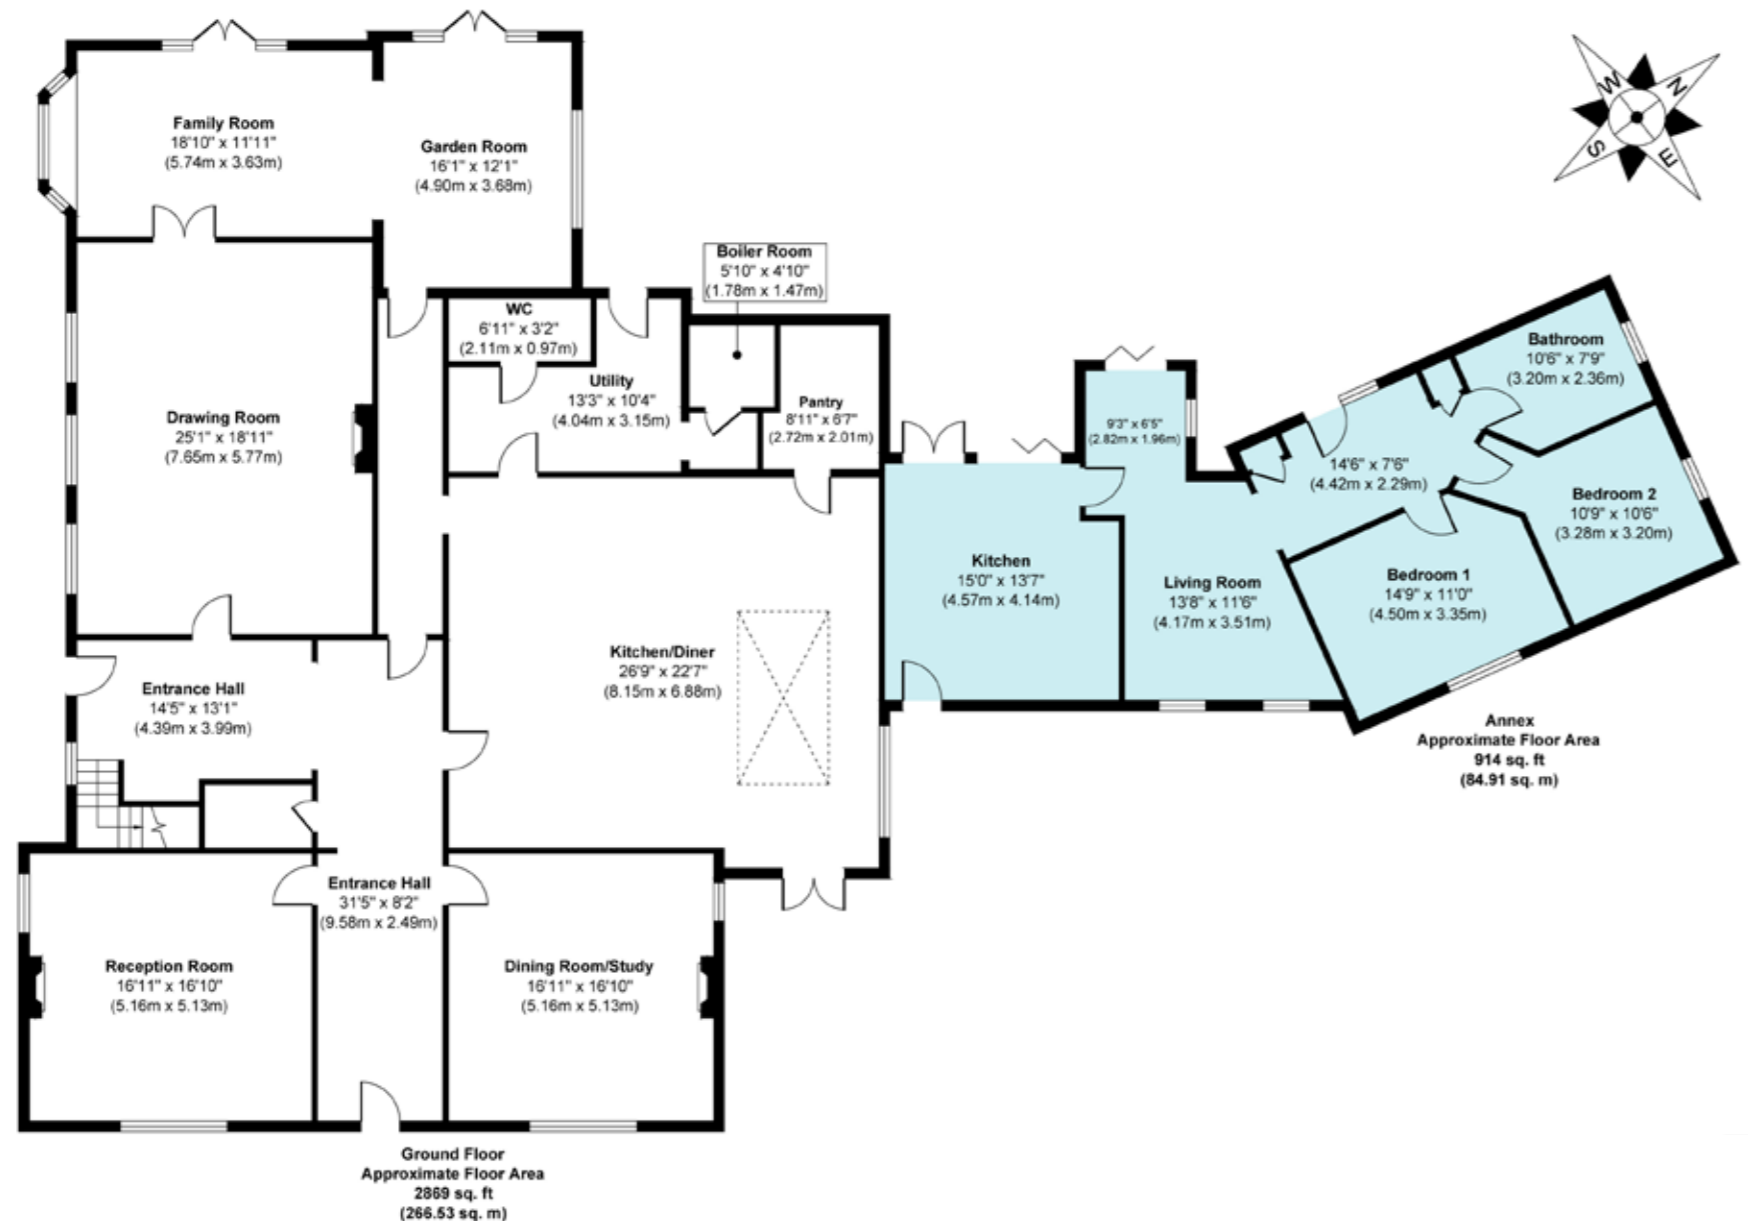 Family Room
18'10" x 11'11"
(5.74m x 3.63m)
Garden Room
16'1" x 12'1"
(4.90m x 3.68m)
W
N
S
E
Boiler Room
5'10" x 4'10"
(1.78m x 1.47m)
WC
6'11" x 3'2"
(2.11m x 0.97m)
Utility
13'3" x 10'4"
(4.04m x 3.15m)
Pantry
8'11" x 6'7"
(2.72m x 2.01m)
Drawing Room
25'1" x 18'11"
(7.65m x 5.77m)
9'3" x 6'5"
(2.82m x 1.96m)
Bathroom
10'6" x 7'9"
(3.20m x 2.36m)
14'6" x 7'6"
(4.42m x 2.29m)
Bedroom 2
10'9" x 10'6"
(3.28m x 3.20m)
Kitchen
15'0" x 13'7"
(4.57m x 4.14m)
Living Room
13'8" x 11'6"
(4.17m x 3.51m)
Bedroom 1
14'9" x 11'0"
(4.50m x 3.35m)
Kitchen/Diner
26'9" x 22'7"
(8.15m x 6.88m)
Entrance Hall
14'5" x 13'1"
(4.39m x 3.99m)
Annex
Approximate Floor Area
914 sq. ft
(84.91 sq. m)
Entrance Hall
31'5" x 8'2"
(9.58m x 2.49m)
Reception Room
16'11" x 16'10"
(5.16m x 5.13m)
Dining Room/Study
16'11" x 16'10"
(5.16m x 5.13m)
Ground Floor
Approximate Floor Area
2869 sq. ft
(266.53 sq. m)